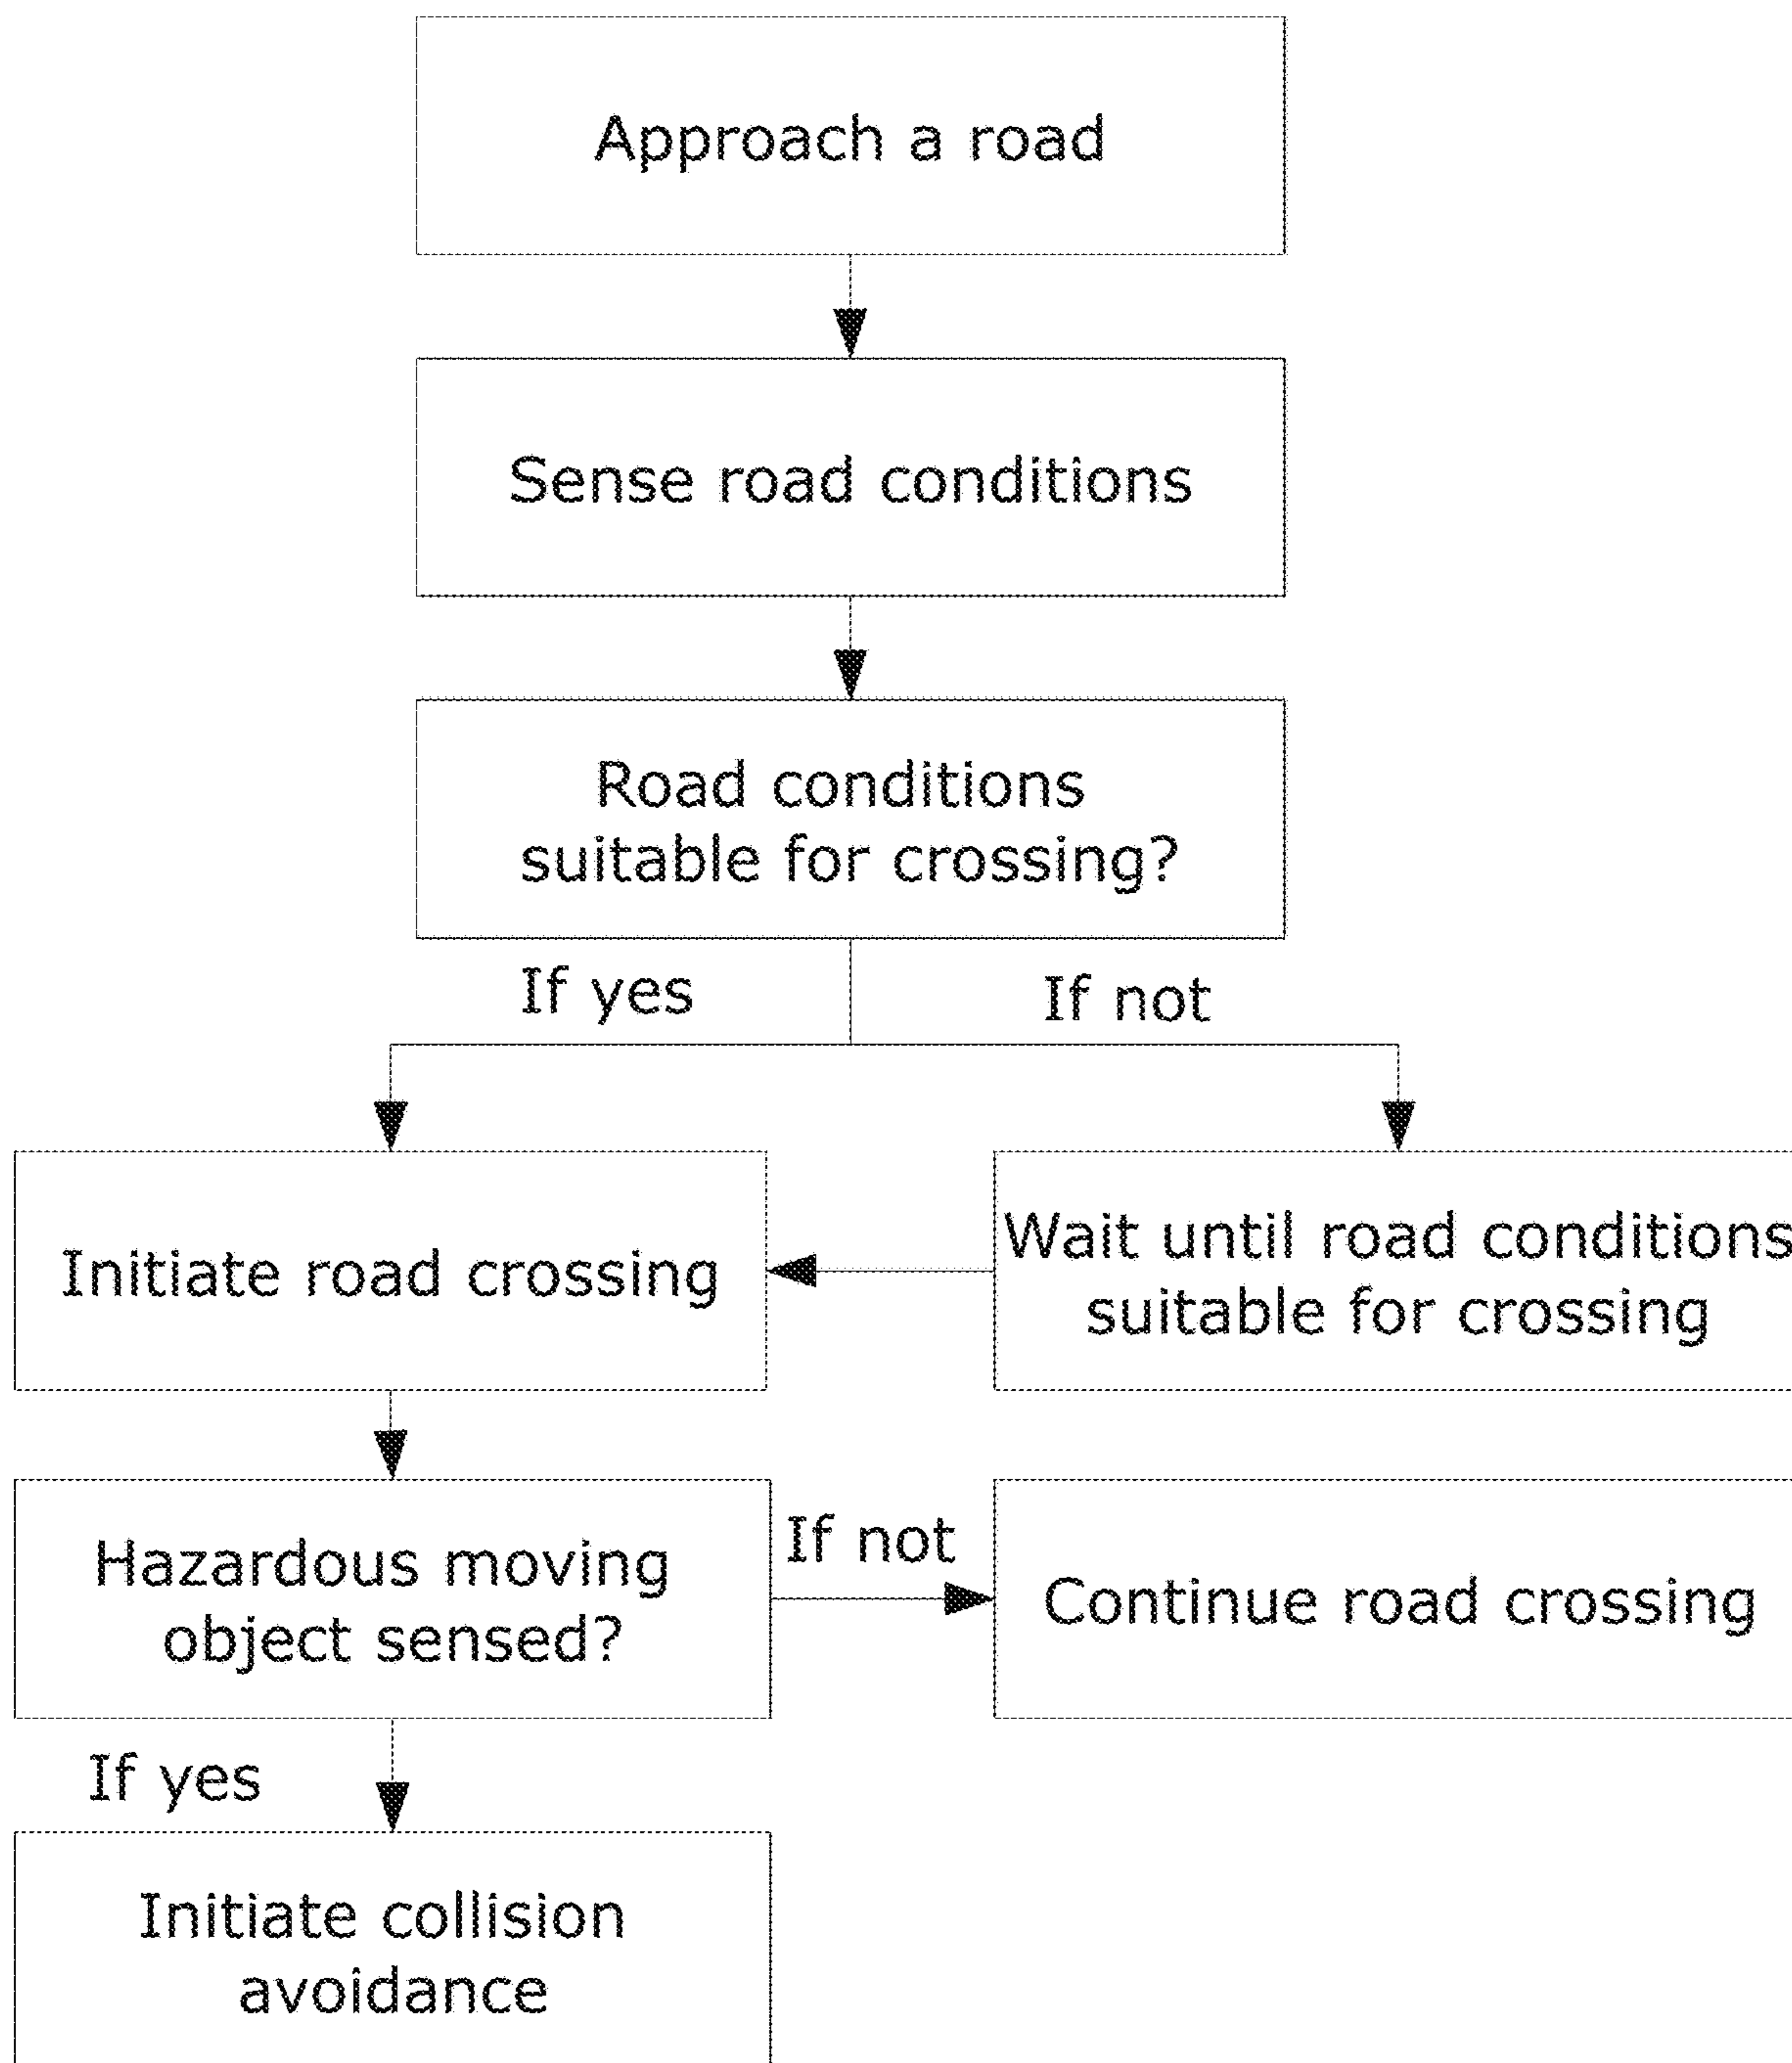 Approach a road
Sense road conditions
Road conditions
suitable for crossing?
If yes
If not
Initiate road crossing
Wait until road conditions
suitable for crossing
Hazardous moving
object sensed?
If not
Continue road crossing
If yes
Initiate collision
avoidance